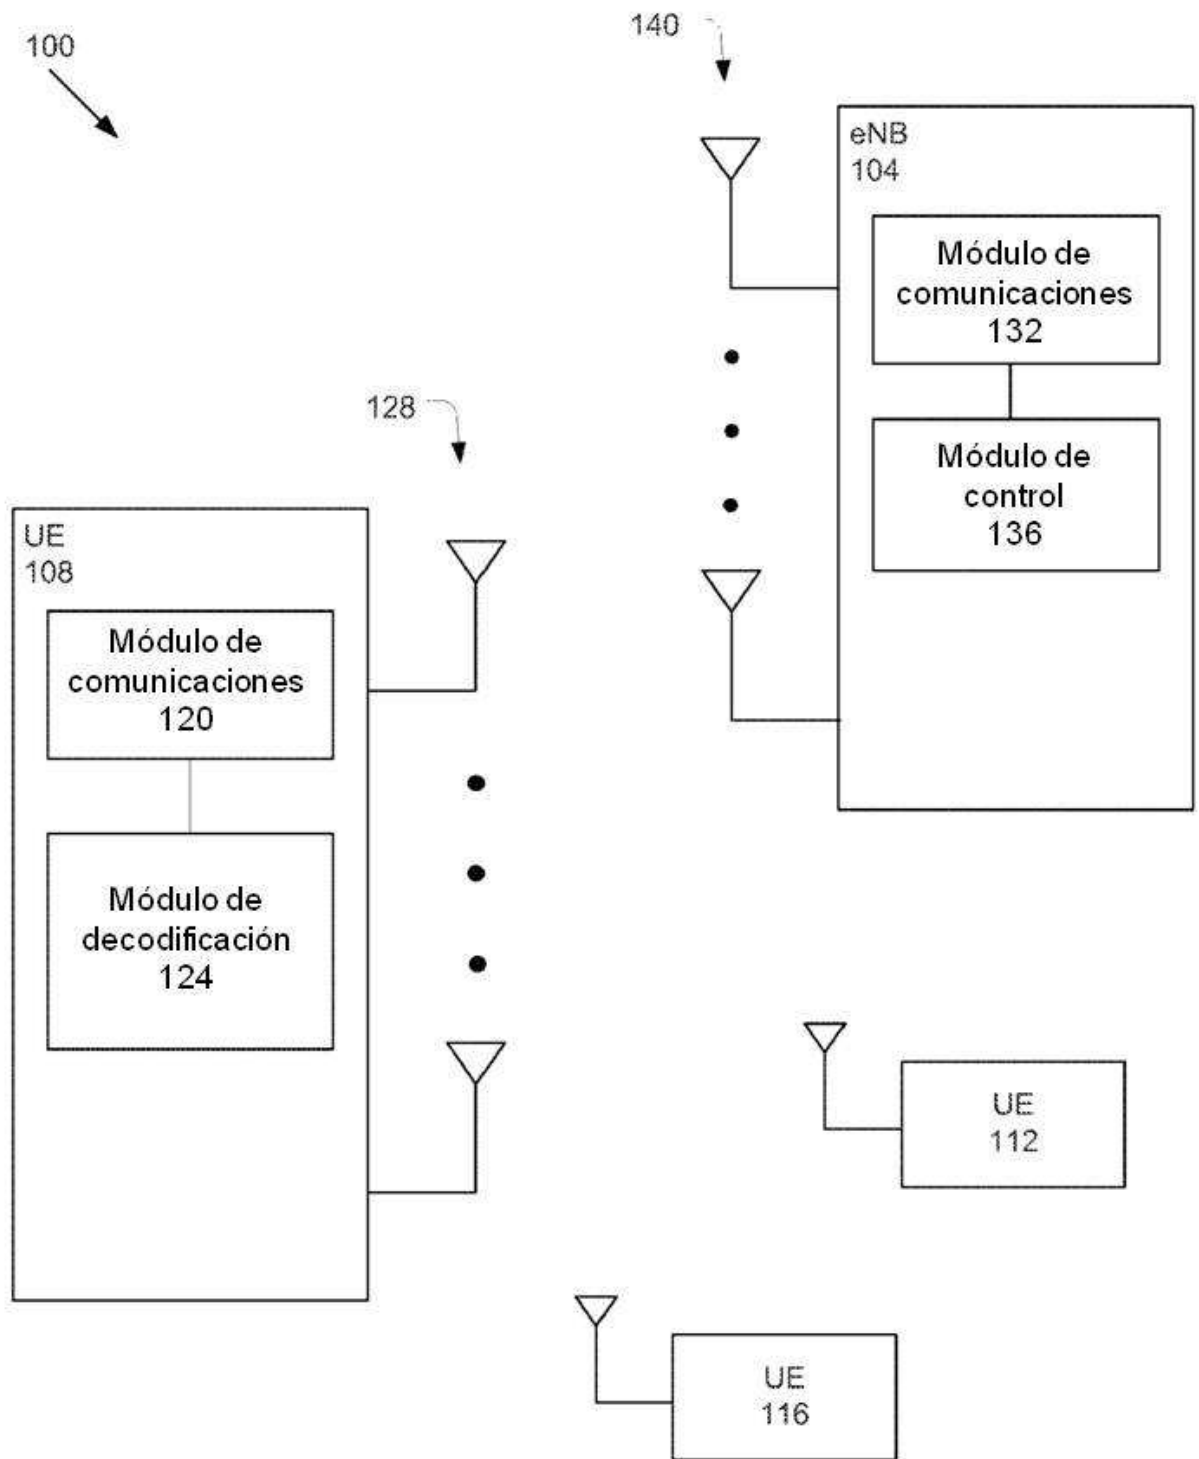 100
140
eNB
104
Módulo de
comunicaciones
132
Módulo de
control
136
128
UE
108
Módulo de
comunicaciones
120
Módulo de
decodificación
124
UE
112
UE
116